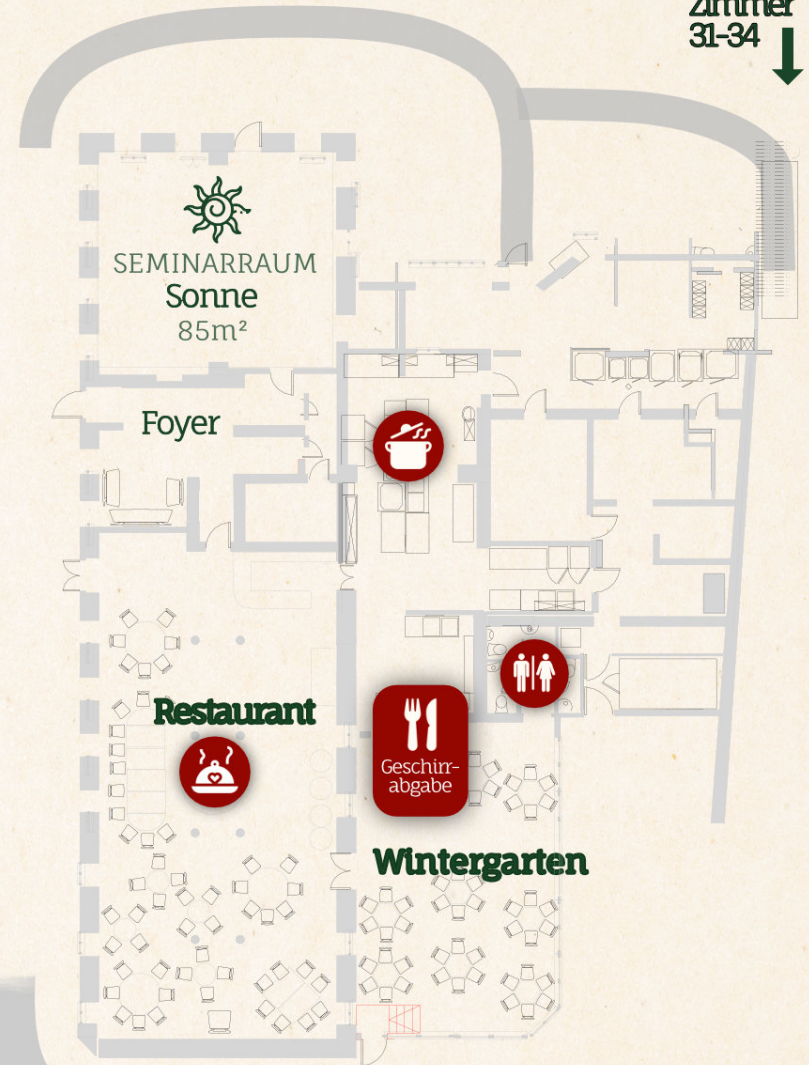 Zimmer
31-34
SEMINARRAUM
Sonne
85m²
Foyer
Restaurant
Geschirr-
abgabe
Wintergarten